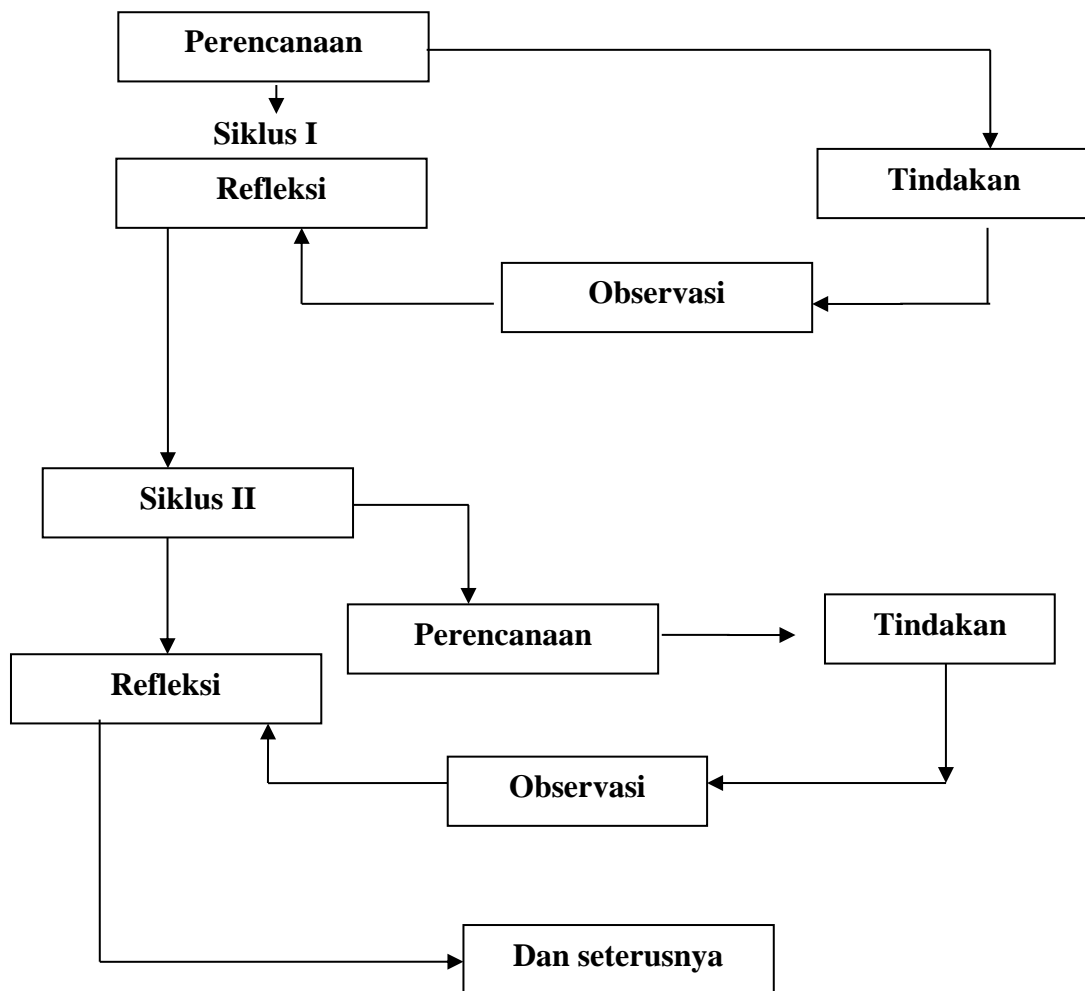 Perencanaan
Siklus I
Refleksi
Tindakan
Observasi
Siklus II
Perencanaan
Tindakan
Refleksi
Observasi
Dan seterusnya